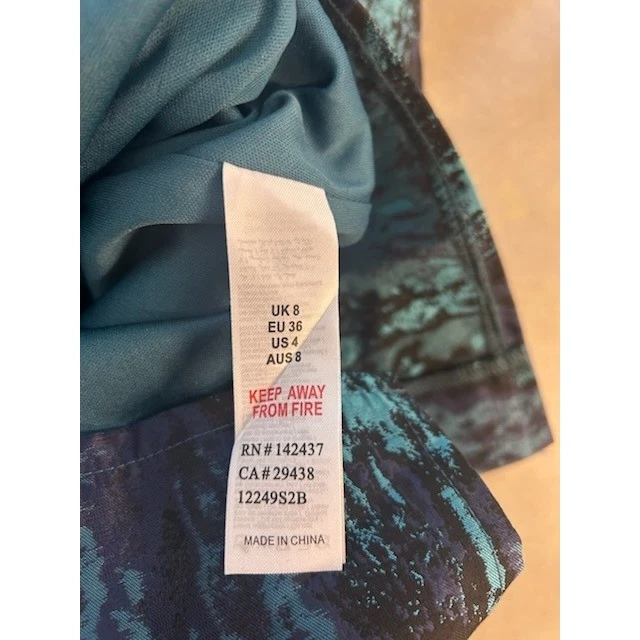 UK 8
EU 36
US 4
AUS 8
KEEP AWAY
FROM FIRE
RN # 142437
CA # 29438
12249S2B
MADE IN CHINA